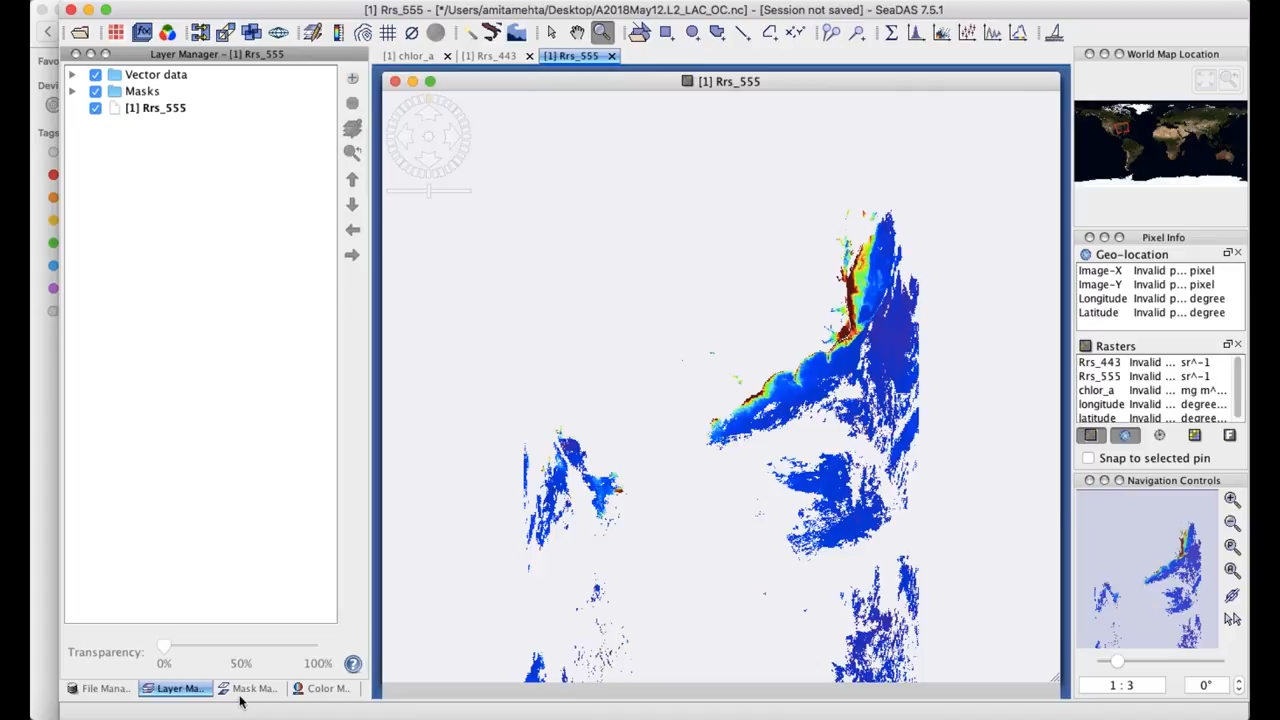 [1] Rrs_555 - [*/Users/amitamehta/Desktop/A2018May12.L2_LAC_OC.nc] - [Session not saved] - SeaDAS 7.5.1
Favo
Devi
Tags
Layer Manager - [1] Rrs_555
Vector data
Masks
[1] Rrs_555
Transparency:
0% 50% 100%
File Mana.. Layer Ma.. Mask Ma.. Color M..
[1] chlor_a [1] Rrs_443 [1] Rrs_555
[1] Rrs_555
World Map Location
Pixel Info
Geo-location
Image-X Invalid p... pixel
Image-Y Invalid p... pixel
Longitude Invalid p... degree
Latitude Invalid p... degree
Rasters
Rrs_443 Invalid ... sr^-1
Rrs_555 Invalid ... sr^-1
chlor_a Invalid ... mg m^...
longitude Invalid ... degree...
latitude Invalid ... degree...
Snap to selected pin
Navigation Controls
1 : 3 0°